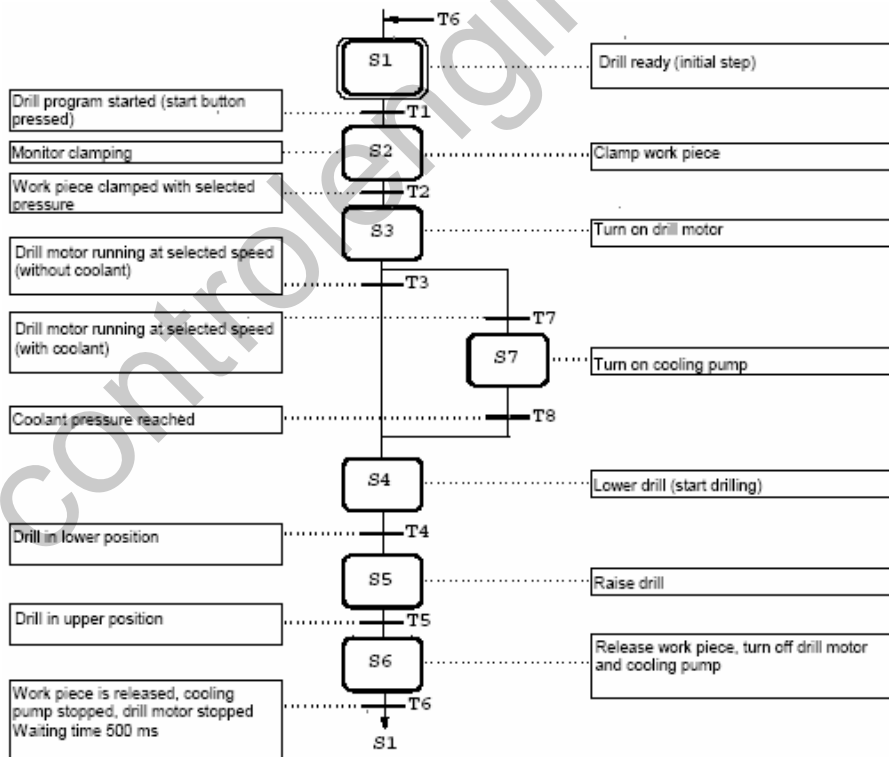 T6
S1
Drill ready (initial step)
Drill program started (start button
pressed)
T1
Monitor clamping
S2
Clamp work piece
Work piece clamped with selected
pressure
T2
S3
Turn on drill motor
Drill motor running at selected speed
(without coolant)
T3
Drill motor running at selected speed
(with coolant)
T7
S7
Turn on cooling pump
Coolant pressure reached
T8
S4
Lower drill (start drilling)
Drill in lower position
T4
S5
Raise drill
Drill in upper position
T5
S6
Release work piece, turn off drill motor
and cooling pump
Work piece is released, cooling
pump stopped, drill motor stopped
Waiting time 500 ms
T6
S1
controlengi